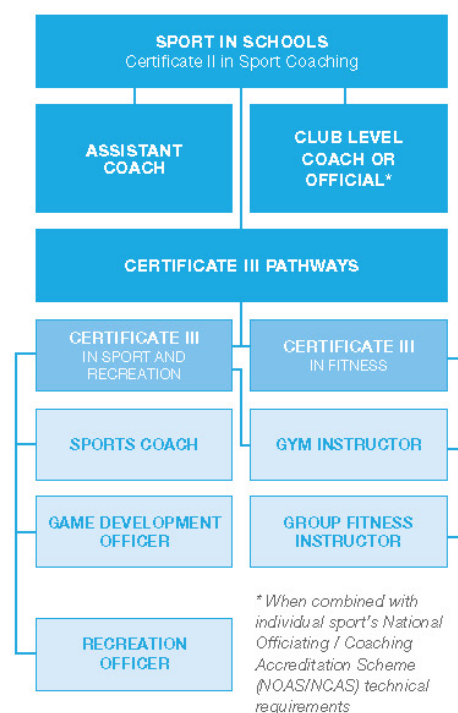 SPORT IN SCHOOLS
Certificate II in Sport Coaching
ASSISTANT
COACH
CLUB LEVEL
COACH OR
OFFICIAL*
CERTIFICATE III PATHWAYS
CERTIFICATE III
IN SPORT AND
RECREATION
CERTIFICATE III
IN FITNESS
SPORTS COACH
GYM INSTRUCTOR
GAME DEVELOPMENT
OFFICER
GROUP FITNESS
INSTRUCTOR
RECREATION
OFFICER
* When combined with
individual sport's National
Officiating / Coaching
Accreditation Scheme
(NOAS/NCAS) technical
requirements